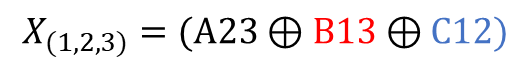 X(1,2,3) = (A23 ⊕ B13 ⊕ C12)